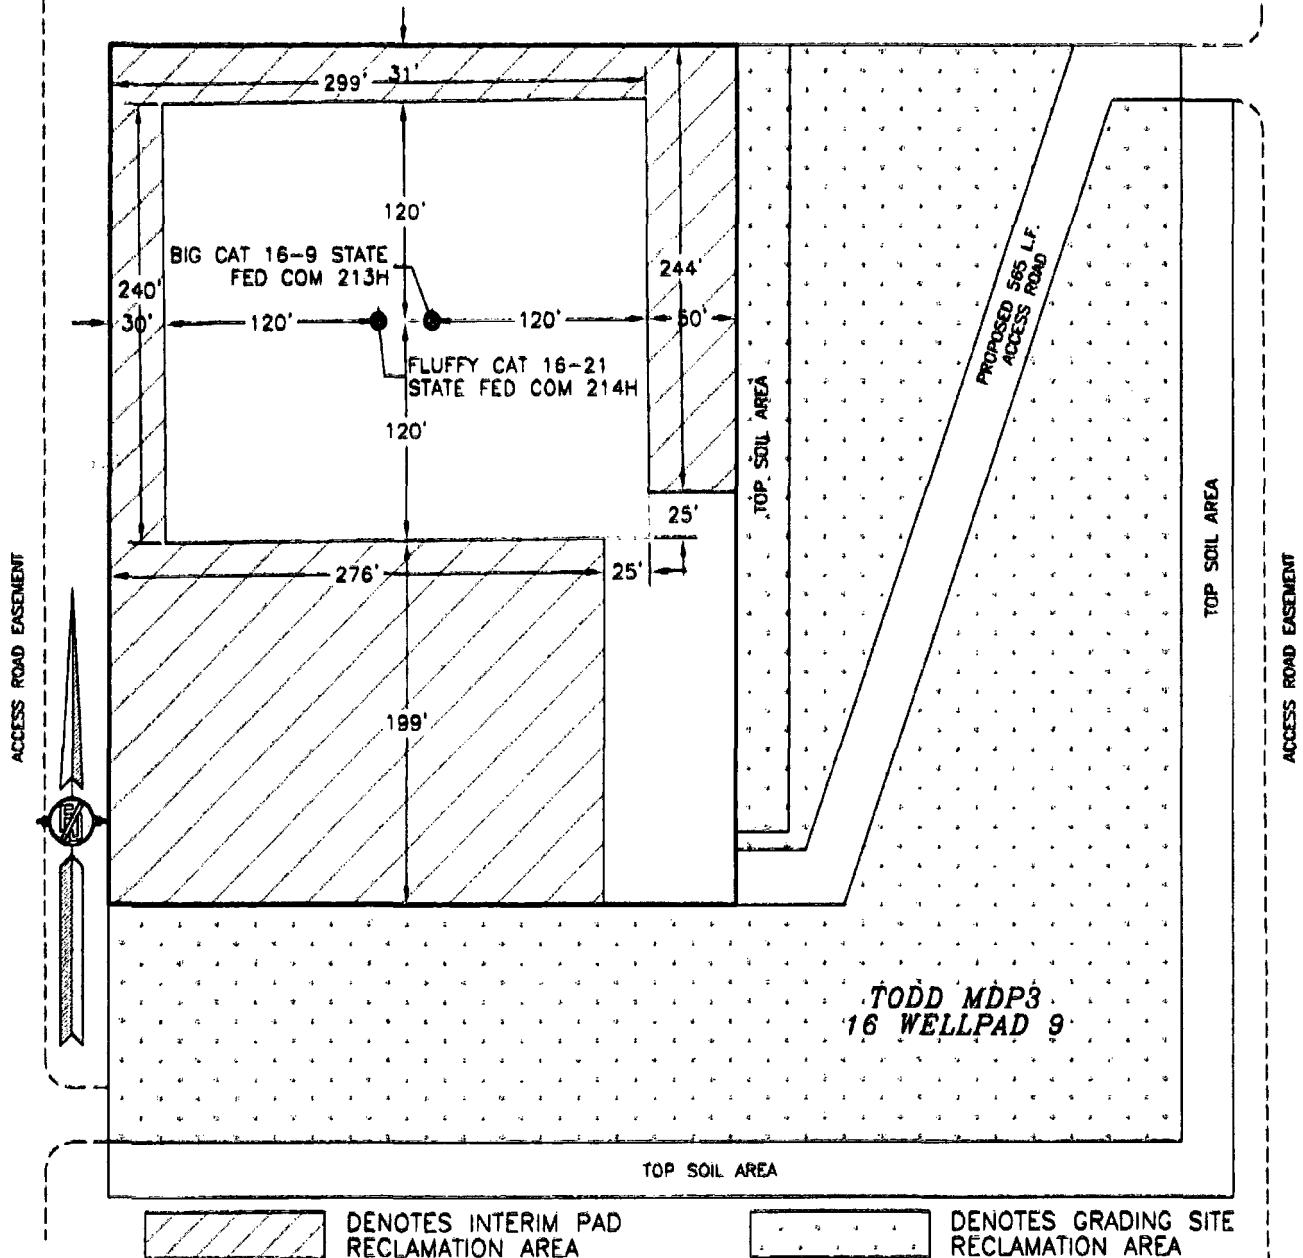 31'
299'
120'
BIG CAT 16-9 STATE
FED COM 213H
244'
240'
30'
120'
120'
50'
FLUFFY CAT 16-21
STATE FED COM 214H
120'
PROPOSED 565 L.F.
ACCESS ROAD
TOP SOIL AREA
25'
276'
25'
TOP SOIL AREA
ACCESS ROAD EASEMENT
ACCESS ROAD EASEMENT
199'
TODD MDP3
16 WELLPAD 9
TOP SOIL AREA
DENOTES INTERIM PAD
RECLAMATION AREA
DENOTES GRADING SITE
RECLAMATION AREA